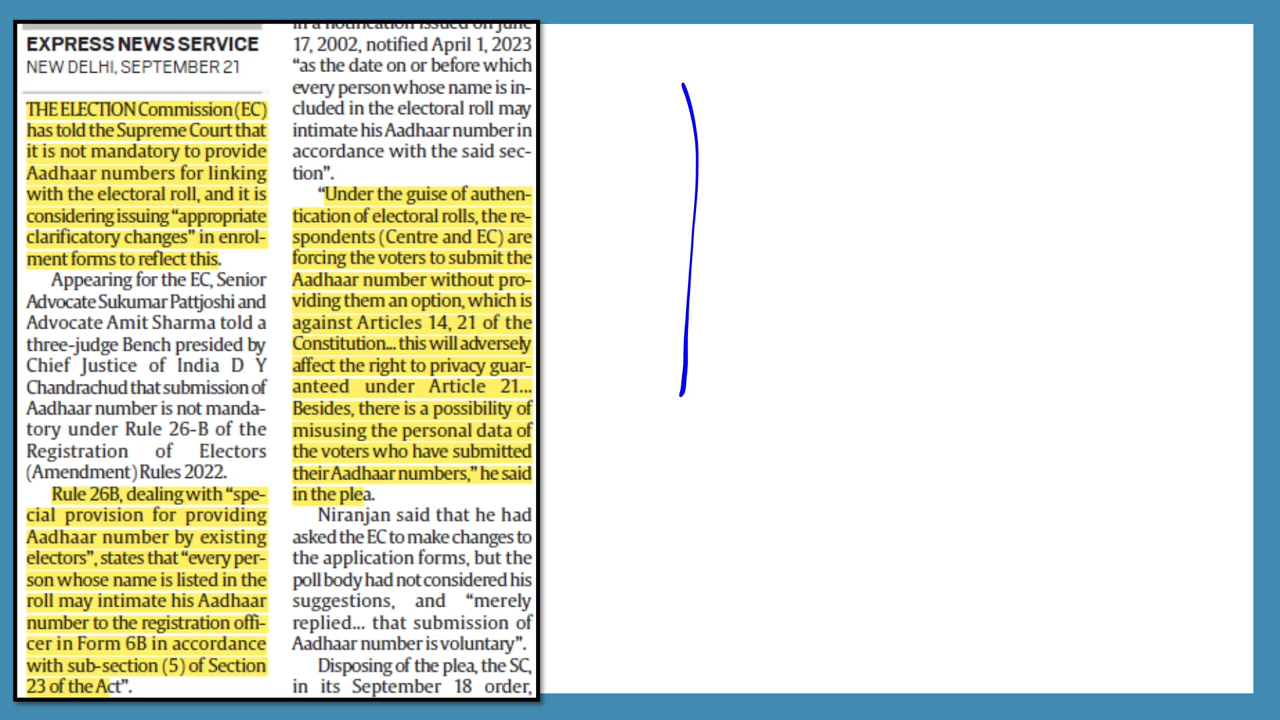 EXPRESS NEWS SERVICE
NEW DELHI, SEPTEMBER 21
THE ELECTION Commission (EC)
has told the Supreme Court that
it is not mandatory to provide
Aadhaar numbers for linking
with the electoral roll, and it is
considering issuing “appropriate
clarificatory changes” in enrol-
ment forms to reflect this.
Appearing for the EC, Senior
Advocate Sukumar Pattjoshi and
Advocate Amit Sharma told a
three-judge Bench presided by
Chief Justice of India D Y
Chandrachud that submission of
Aadhaar number is not manda-
tory under Rule 26-B of the
Registration of Electors
(Amendment) Rules 2022.
Rule 26B, dealing with “spe-
cial provision for providing
Aadhaar number by existing
electors”, states that “every per-
son whose name is listed in the
roll may intimate his Aadhaar
number to the registration offi-
cer in Form 6B in accordance
with sub-section (5) of Section
23 of the Act”.
in a notification issued on June
17, 2002, notified April 1, 2023
“as the date on or before which
every person whose name is in-
cluded in the electoral roll may
intimate his Aadhaar number in
accordance with the said sec-
tion”.
“Under the guise of authen-
tication of electoral rolls, the re-
spondents (Centre and EC) are
forcing the voters to submit the
Aadhaar number without pro-
viding them an option, which is
against Articles 14, 21 of the
Constitution... this will adversely
affect the right to privacy guar-
anteed under Article 21...
Besides, there is a possibility of
misusing the personal data of
the voters who have submitted
their Aadhaar numbers,” he said
in the plea.
Niranjan said that he had
asked the EC to make changes to
the application forms, but the
poll body had not considered his
suggestions, and “merely
replied... that submission of
Aadhaar number is voluntary”.
Disposing of the plea, the SC,
in its September 18 order,